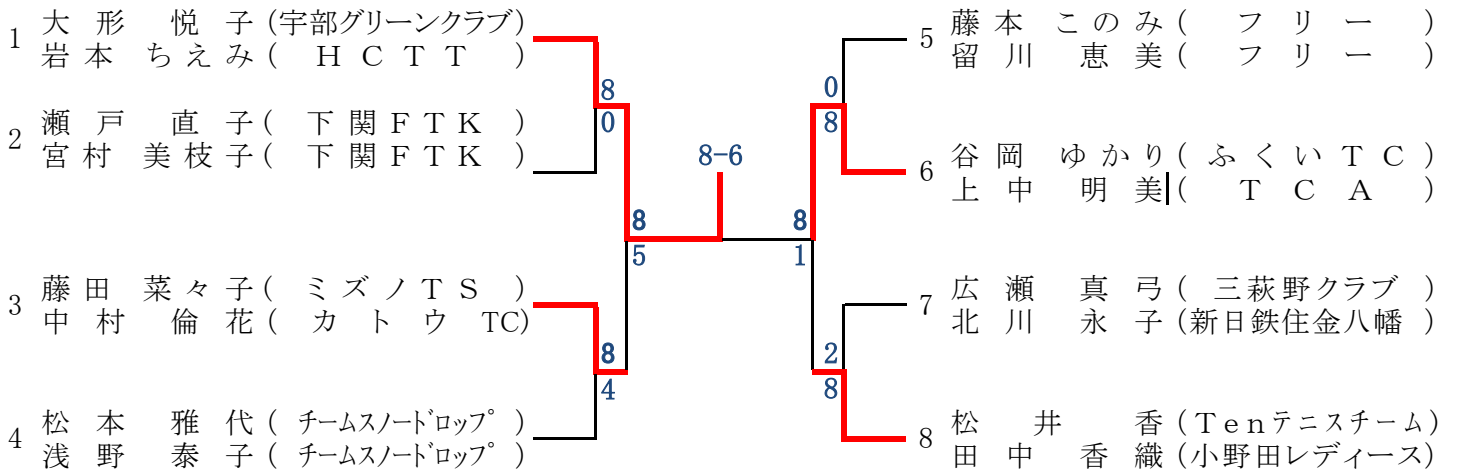 1 大形 悦子 (宇部グリーンクラブ)
岩本 ちえみ ( HCTT )
2 瀬戸 直子 ( 下関FTK )
宮村 美枝子 ( 下関FTK )
3 藤田 菜々子 ( ミズノTS )
中村 倫花 ( カトウ TC)
4 松本 雅代 ( チームスノードロップ )
浅野 泰子 ( チームスノードロップ )
8
0
8
5
8
4
8-6
0
8
8
1
2
8
5 藤本 このみ ( フリー )
留川 恵美 ( フリー )
6 谷岡 ゆかり ( ふくいTC )
上中 明美 ( TCA )
7 広瀬 真弓 ( 三萩野クラブ )
北川 永子 (新日鉄住金八幡 )
8 松井 香 (Tenテニスチーム)
田中 香織 (小野田レディース)